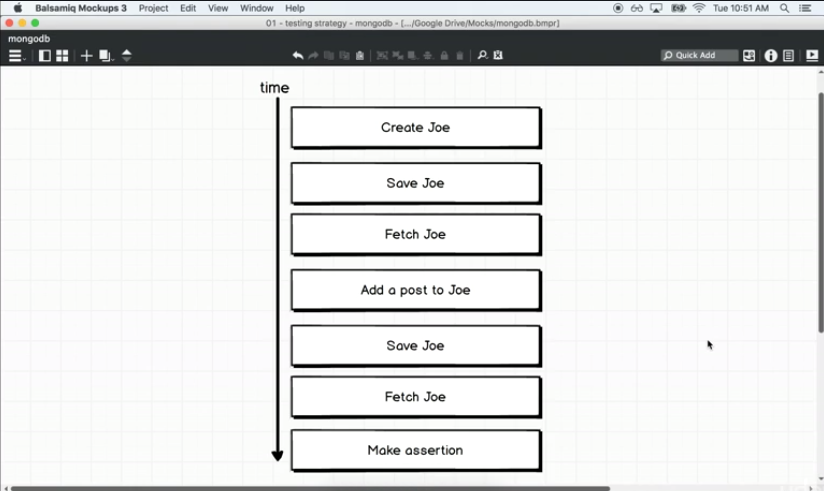 Balsamiq Mockups 3 Project Edit View Window Help Tue 10:51 AM
01 - testing strategy - mongodb - [.../Google Drive/Mocks/mongodb.bmpr]
mongodb
Quick Add
time
Create Joe
Save Joe
Fetch Joe
Add a post to Joe
Save Joe
Fetch Joe
Make assertion